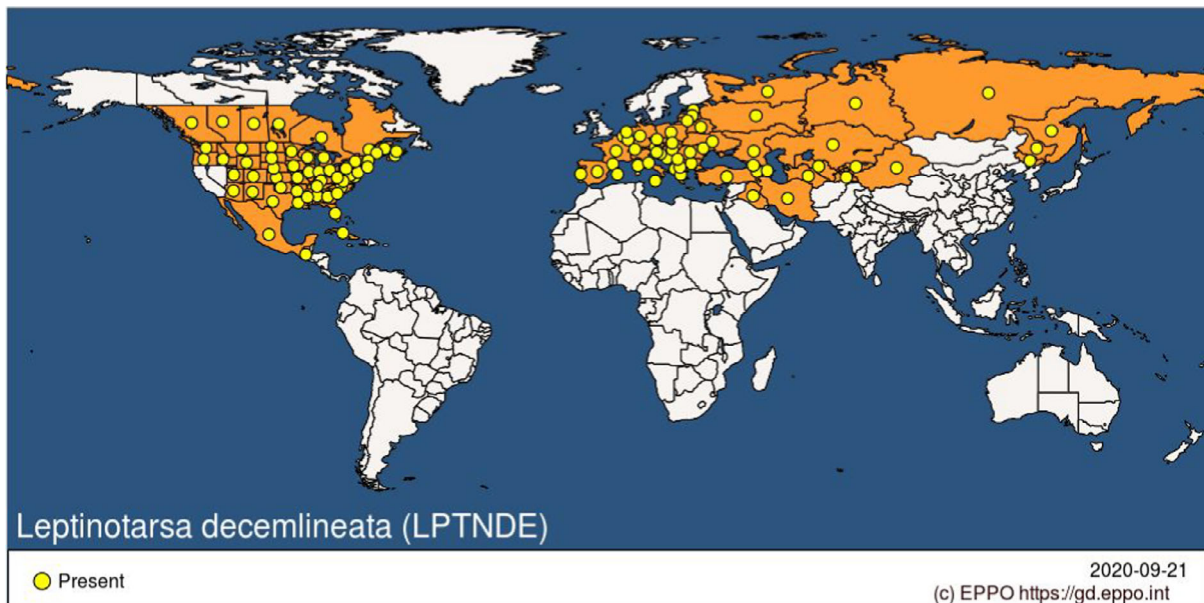 Leptinotarsa decemlineata (LPTNDE)
Present
2020-09-21
(c) EPPO https://gd.eppo.int